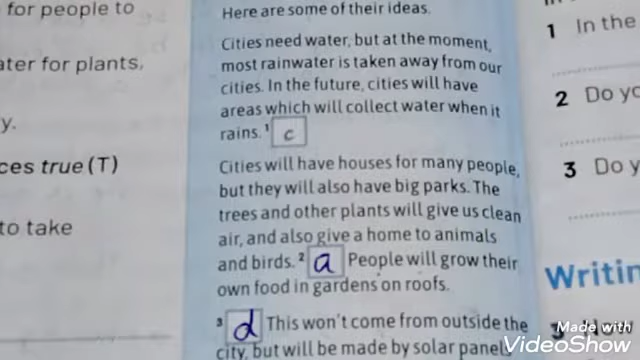 for people to
ater for plants,
y.
ces true (T)
to take
Here are some of their ideas.
Cities need water, but at the moment,
most rainwater is taken away from our
cities. In the future, cities will have
areas which will collect water when it
rains. 1 c
Cities will have houses for many people,
but they will also have big parks. The
trees and other plants will give us clean
air, and also give a home to animals
and birds. 2 a People will grow their
own food in gardens on roofs.
3 d This won't come from outside the
city, but will be made by solar panels
1 In the
2 Do yo
3 Do y
Writin
Made with
VideoShow